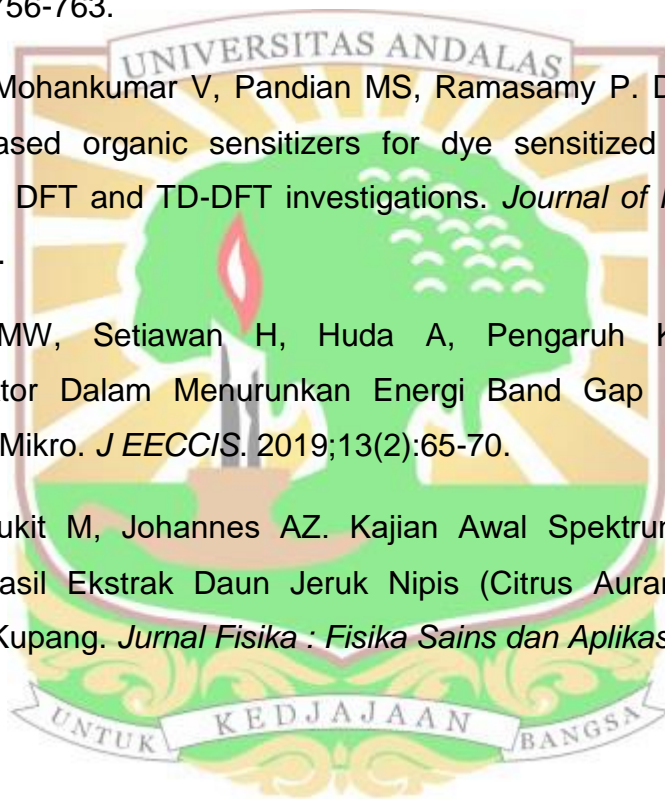 756-763.
UNIVERSITAS ANDALAS
Mohankumar V, Pandian MS, Ramasamy P. D
ased organic sensitizers for dye sensitized
DFT and TD-DFT investigations. Journal of
.
MW, Setiawan H, Huda A, Pengaruh K
tor Dalam Menurunkan Energi Band Gap
Mikro. J EECCIS. 2019;13(2):65-70.
ukit M, Johannes AZ. Kajian Awal Spektrur
asil Ekstrak Daun Jeruk Nipis (Citrus Aurar
Kupang. Jurnal Fisika : Fisika Sains dan Aplikas
UNTUK KEDJAJAAN BANGSA